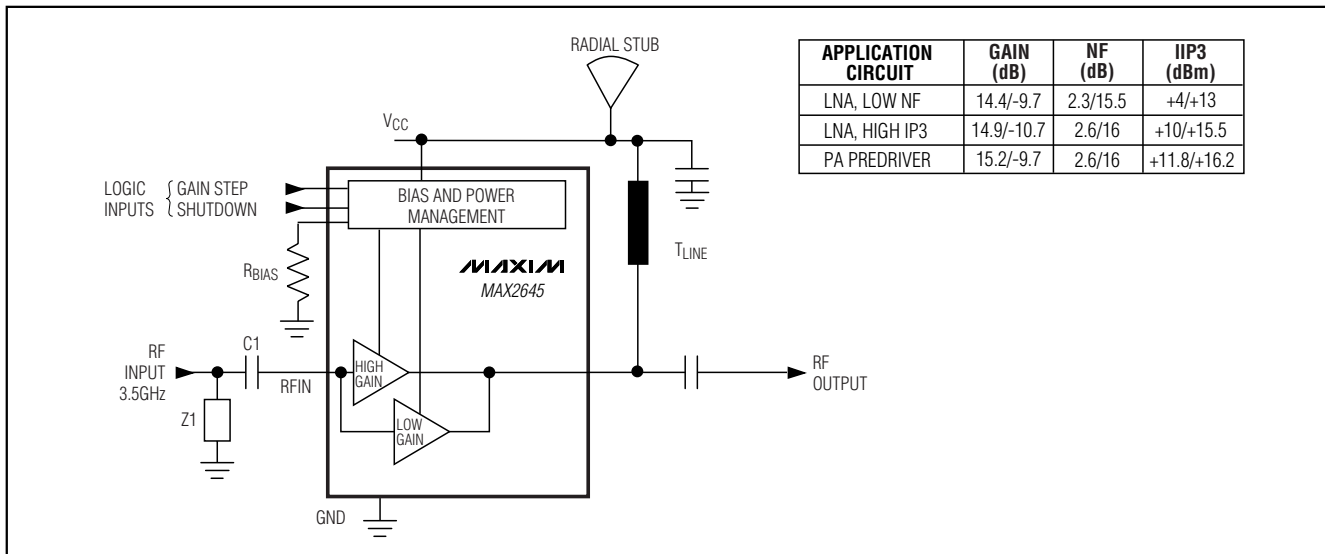 RADIAL STUB
VCC
LOGIC INPUTS { GAIN STEP
SHUTDOWN
BIAS AND POWER
MANAGEMENT
RBIAS
TLINE
MAXIM
MAX2645
RF
INPUT
3.5GHz
C1
RFIN
HIGH
GAIN
LOW
GAIN
Z1
RF
OUTPUT
GND
APPLICATION CIRCUIT | GAIN (dB) | NF (dB) | IIP3 (dBm)
LNA, LOW NF | 14.4/-9.7 | 2.3/15.5 | +4/+13
LNA, HIGH IP3 | 14.9/-10.7 | 2.6/16 | +10/+15.5
PA PREDRIVER | 15.2/-9.7 | 2.6/16 | +11.8/+16.2